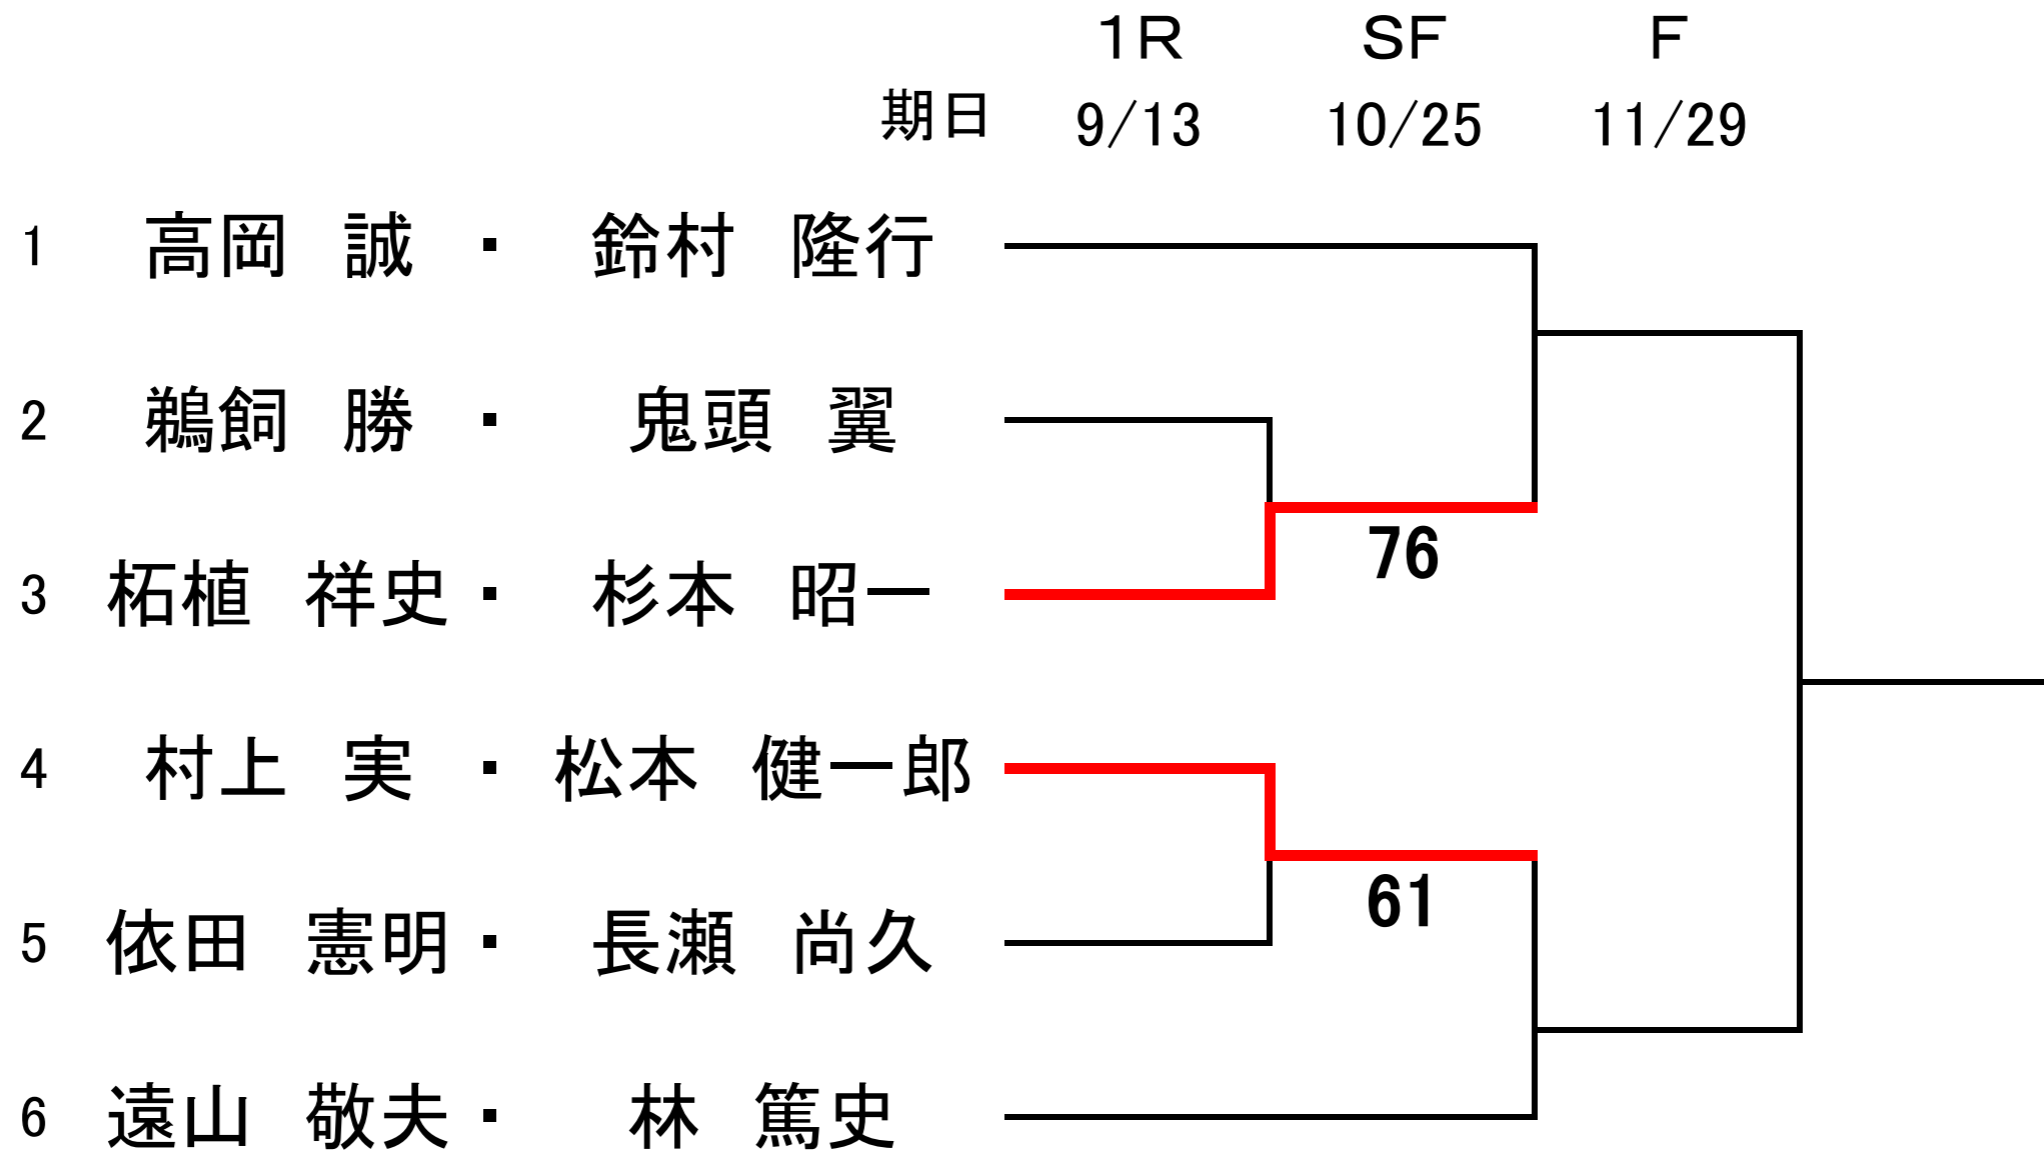 1R SF F
期日 9/13 10/25 11/29
1 高岡 誠 ・ 鈴村 隆行
2 鵜飼 勝 ・ 鬼頭 翼
76
3 柘植 祥史 ・ 杉本 昭一
4 村上 実 ・ 松本 健一郎
61
5 依田 憲明 ・ 長瀬 尚久
6 遠山 敬夫 ・ 林 篤史